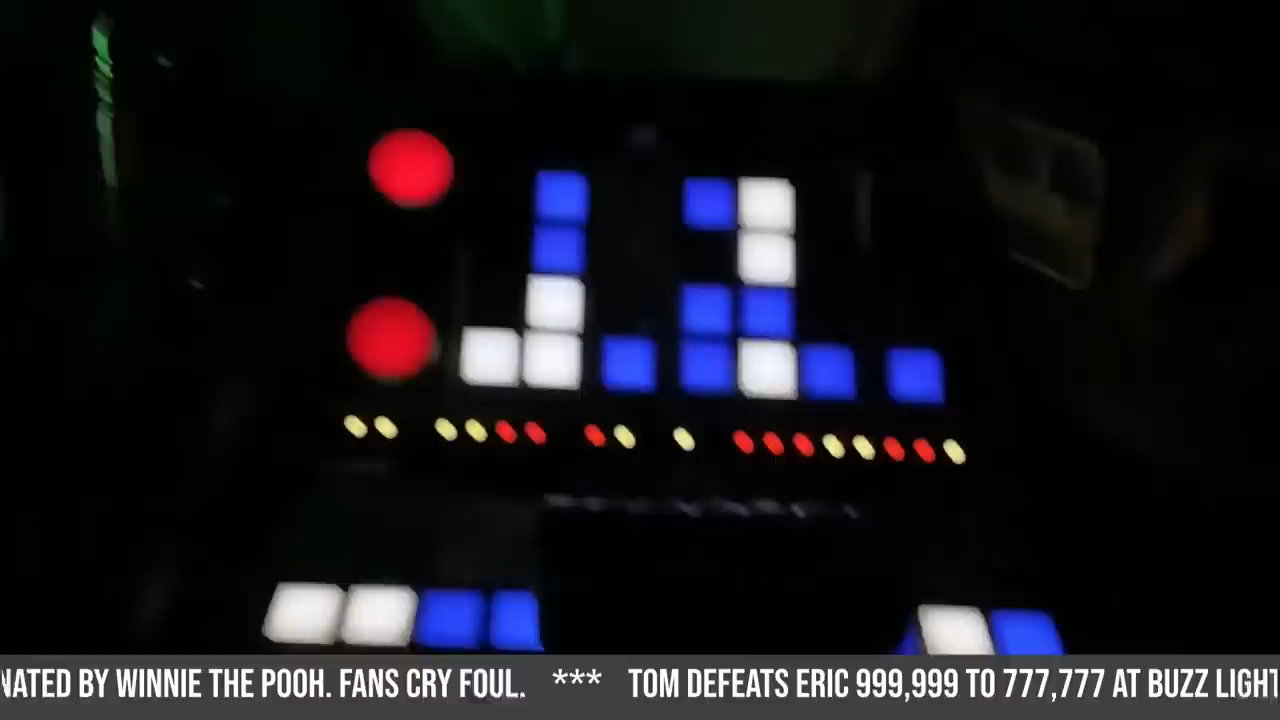 NATED BY WINNIE THE POOH. FANS CRY FOUL. *** TOM DEFEATS ERIC 999,999 TO 777,777 AT BUZZ LIGHT